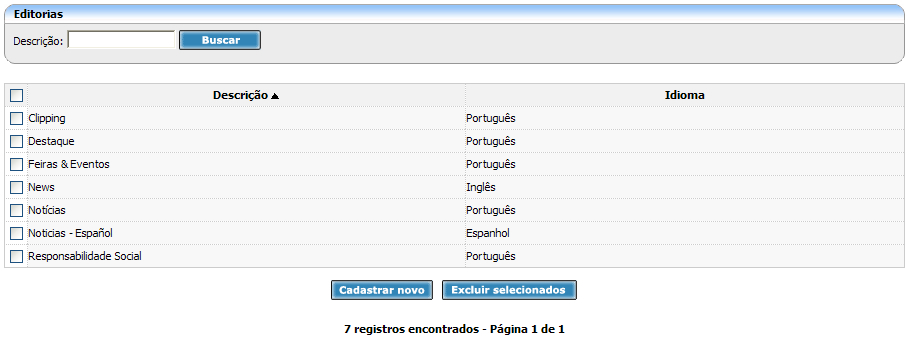 Editorias
Descrição: Buscar
Descrição Idioma
Clipping Português
Destaque Português
Feiras & Eventos Português
News Inglês
Notícias Português
Noticias - Español Espanhol
Responsabilidade Social Português
Cadastrar novo Excluir selecionados
7 registros encontrados - Página 1 de 1